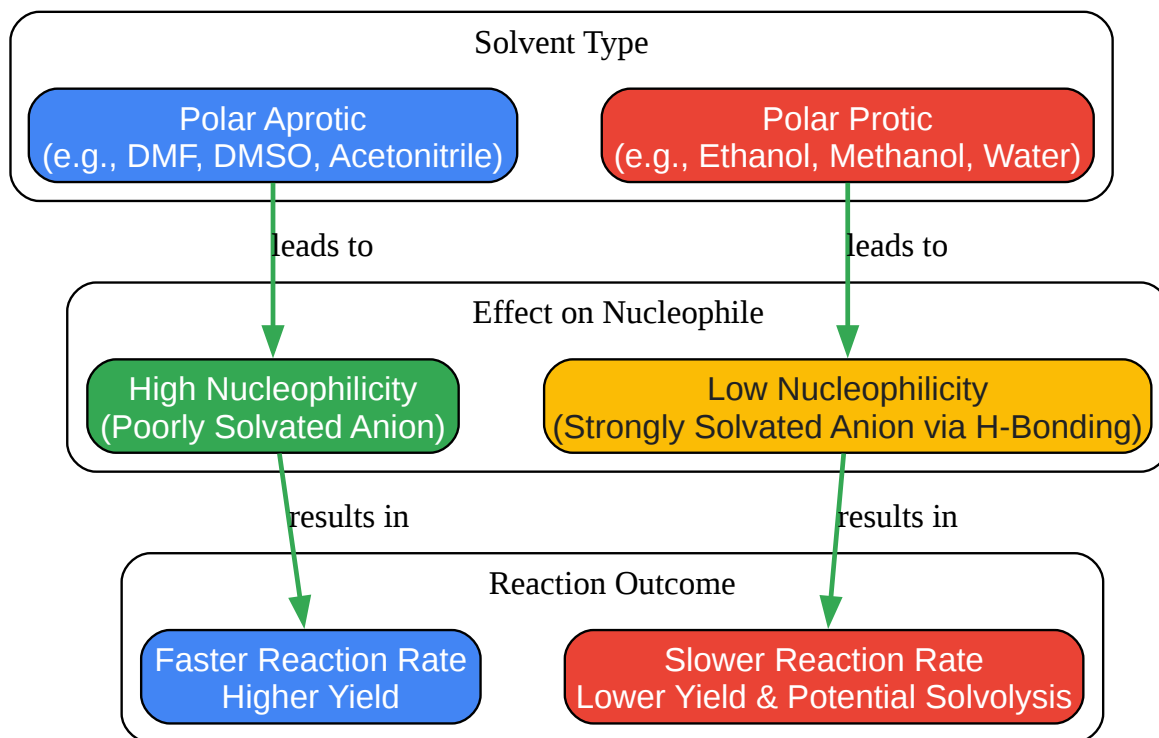 Solvent Type
Polar Aprotic
(e.g., DMF, DMSO, Acetonitrile)
Polar Protic
(e.g., Ethanol, Methanol, Water)
leads to
leads to
Effect on Nucleophile
High Nucleophilicity
(Poorly Solvated Anion)
Low Nucleophilicity
(Strongly Solvated Anion via H-Bonding)
results in
results in
Reaction Outcome
Faster Reaction Rate
Higher Yield
Slower Reaction Rate
Lower Yield & Potential Solvolysis